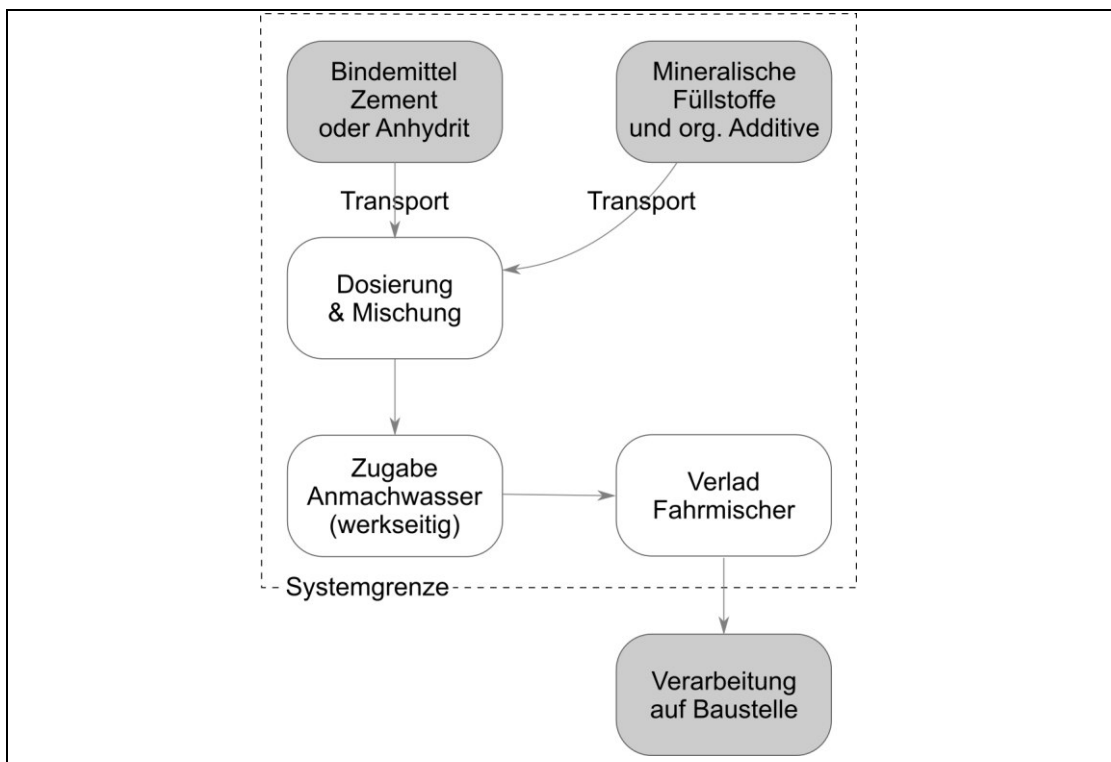 Bindemittel
Zement
oder Anhydrit
Mineralische
Füllstoffe
und org. Additive
Transport
Transport
Dosierung
& Mischung
Zugabe
Anmachwasser
(werkseitig)
Verlad
Fahrmischer
Systemgrenze
Verarbeitung
auf Baustelle